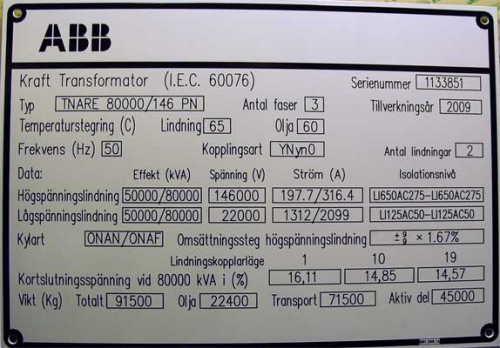 ABB
Kraft Transformator (I.E.C. 60076) Serienummer 1133851
Typ TNARE 80000/146 PN Antal faser 3 Tillverkningsår 2009
Temperaturstegring (C) Lindning 65 Olja 60
Frekvens (Hz) 50 Kopplingsart YNyn0 Antal lindningar 2
Data: Effekt (kVA) Spänning (V) Ström (A) Isolationsnivå
Högspänningslindning 50000/80000 146000 197.7/316.4 LI650AC275-LI650AC275
Lågspänningslindning 50000/80000 22000 1312/2099 LI125AC50-LI125AC50
Kylart ONAN/ONAF Omsättningssteg högspänningslindning ± 9/9 × 1.67%
Lindningskopplarläge 1 10 19
Kortslutningsspänning vid 80000 kVA i (%) 16,11 14,85 14,57
Vikt (Kg) Totalt 91500 Olja 22400 Transport 71500 Aktiv del 45000